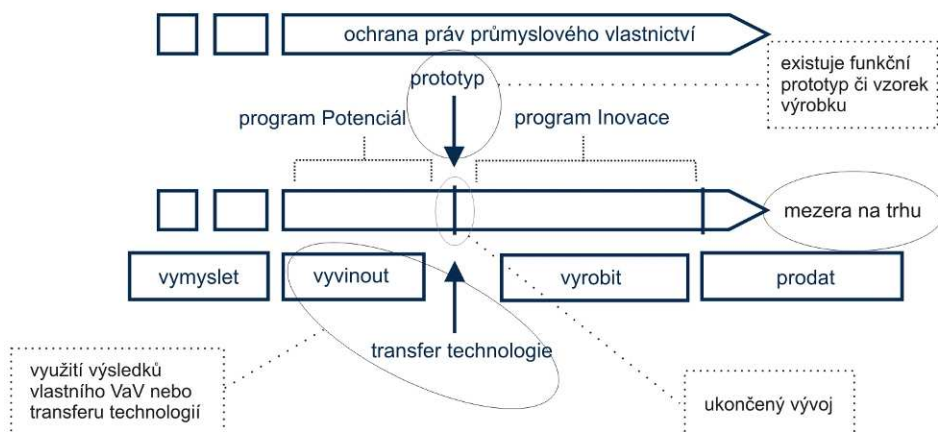 ochrana práv průmyslového vlastnictví
existuje funkční
prototyp či vzorek
výrobku
prototyp
program Potenciál
program Inovace
mezera na trhu
vymyslet
vyvinout
vyrobit
prodat
transfer technologie
využití výsledků
vlastního VaV nebo
transferu technologií
ukončený vývoj